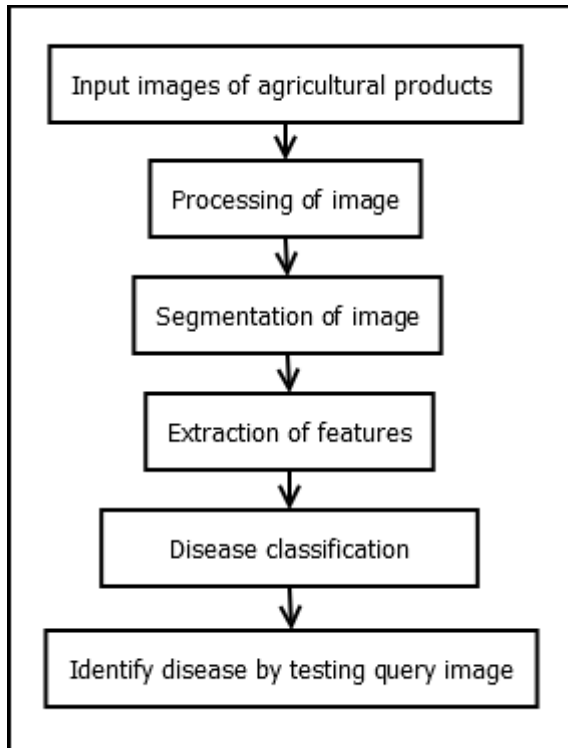 Input images of agricultural products
Processing of image
Segmentation of image
Extraction of features
Disease classification
Identify disease by testing query image